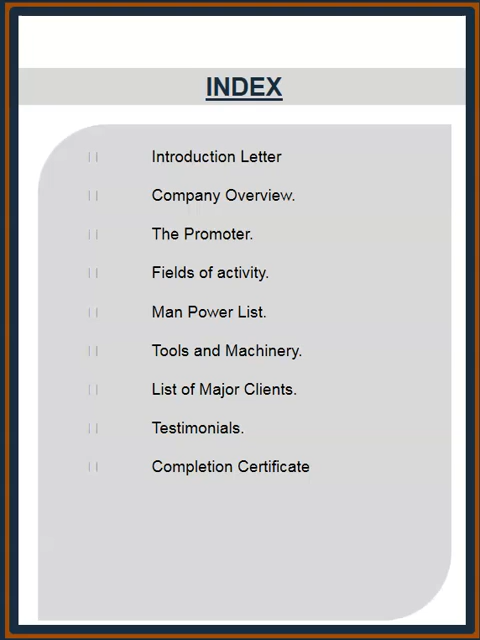 INDEX
Introduction Letter
Company Overview.
The Promoter.
Fields of activity.
Man Power List.
Tools and Machinery.
List of Major Clients.
Testimonials.
Completion Certificate